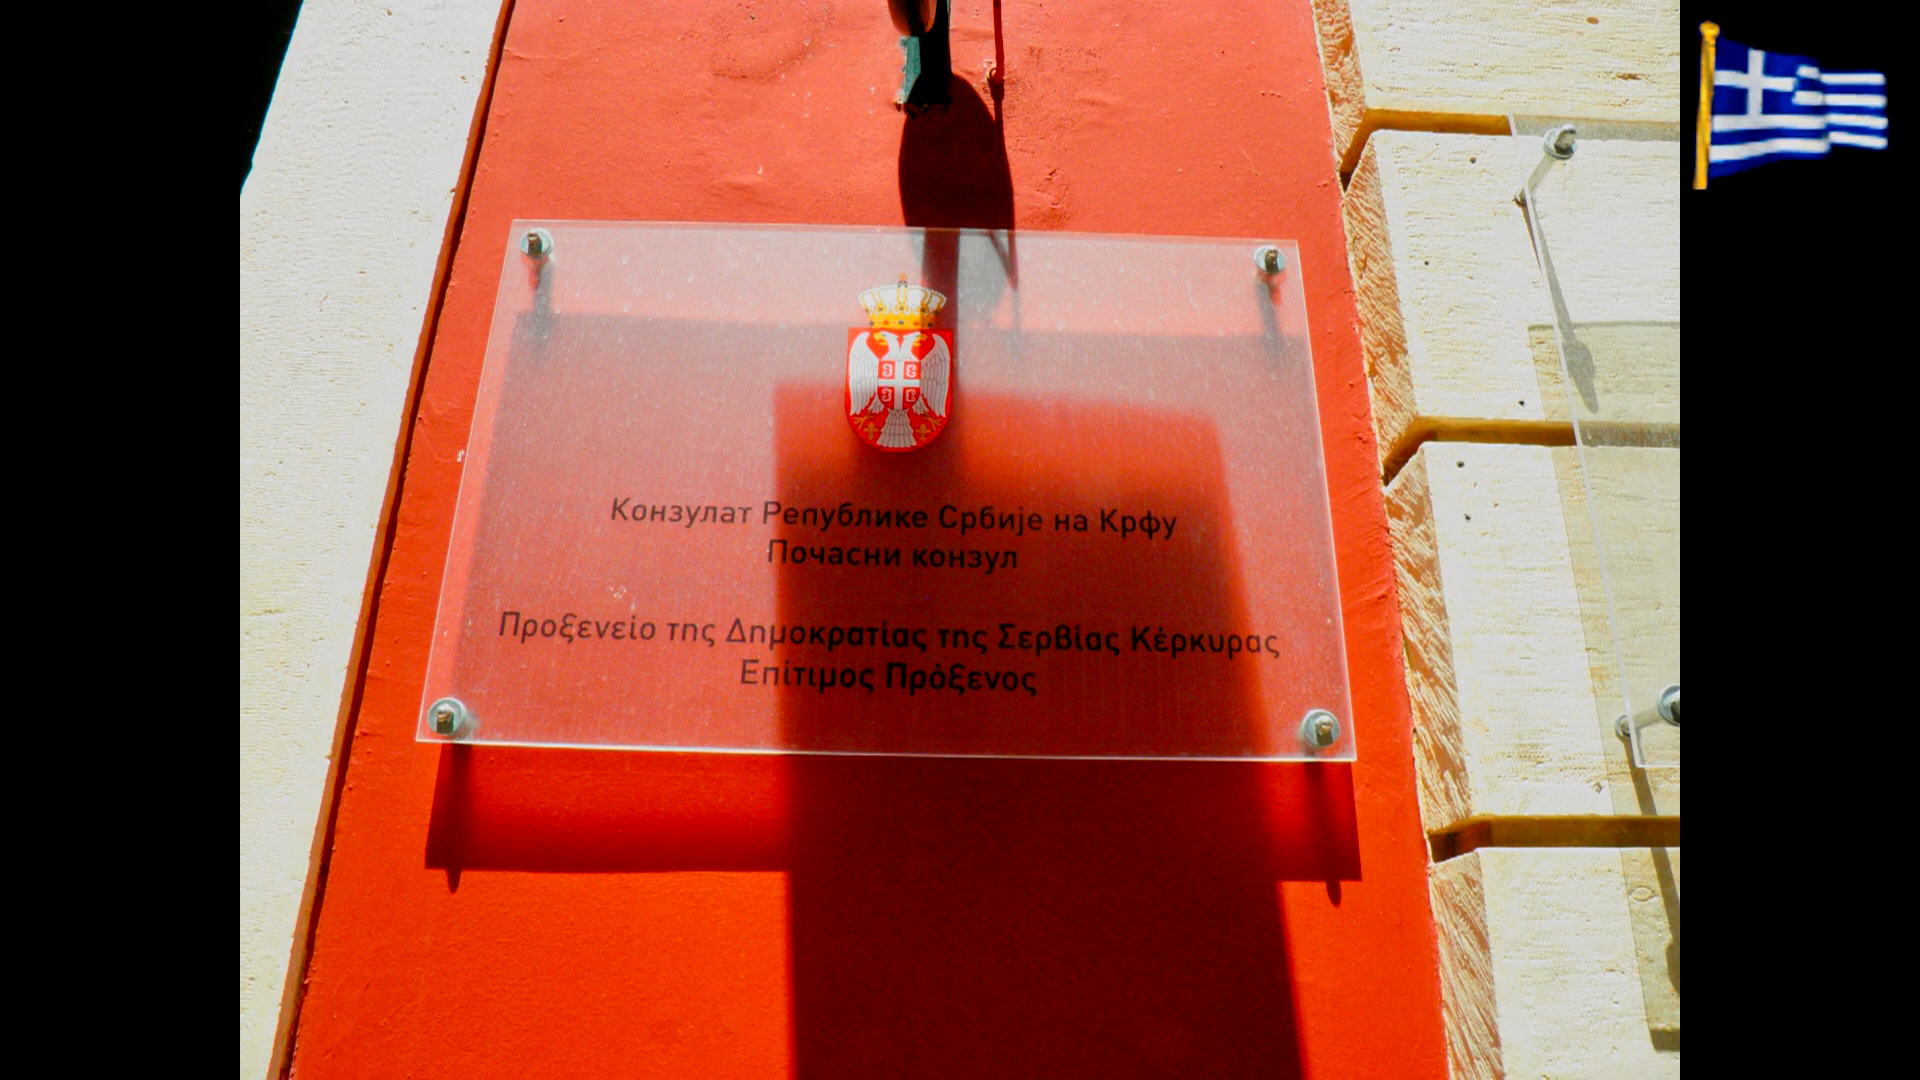 Конзулат Републике Србије на Крфу
Почасни конзул
Προξενείο της Δημοκρατίας της Σερβίας Κέρκυρας
Επίτιμος Πρόξενος